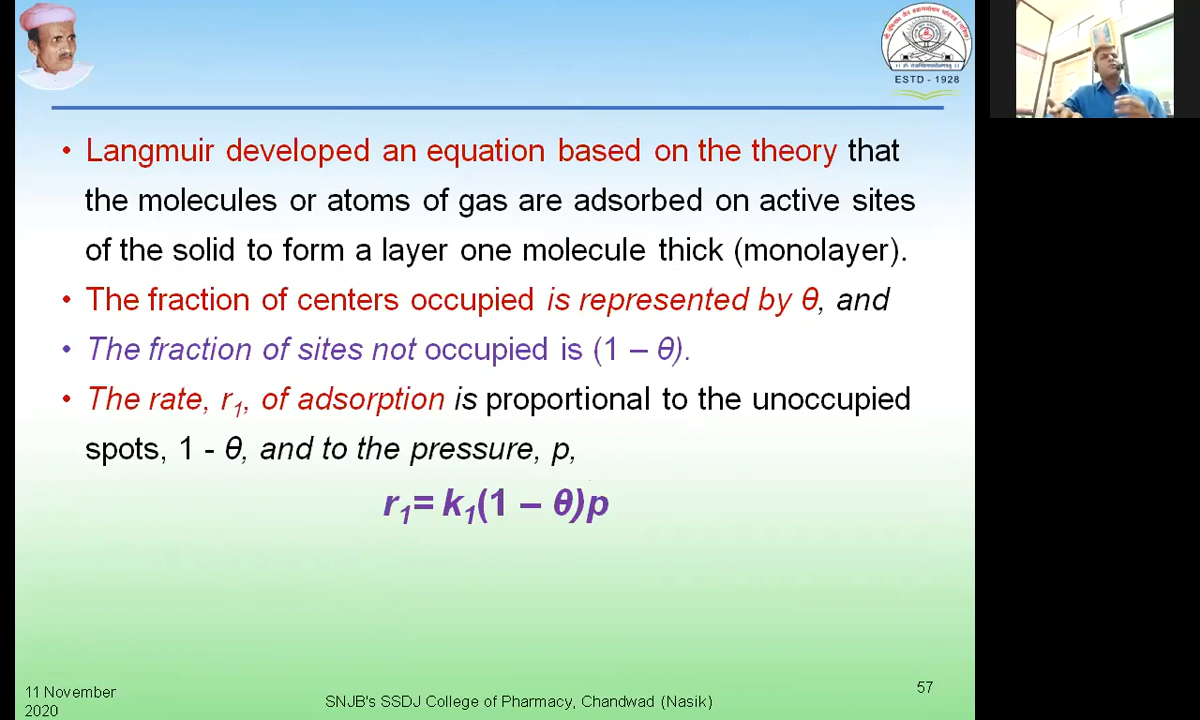 ESTD - 1928
• Langmuir developed an equation based on the theory that
the molecules or atoms of gas are adsorbed on active sites
of the solid to form a layer one molecule thick (monolayer).
• The fraction of centers occupied is represented by θ, and
• The fraction of sites not occupied is (1 – θ).
• The rate, r₁, of adsorption is proportional to the unoccupied
spots, 1 - θ, and to the pressure, p,
r₁= k₁(1 – θ)p
11 November
2020
SNJB's SSDJ College of Pharmacy, Chandwad (Nasik)
57